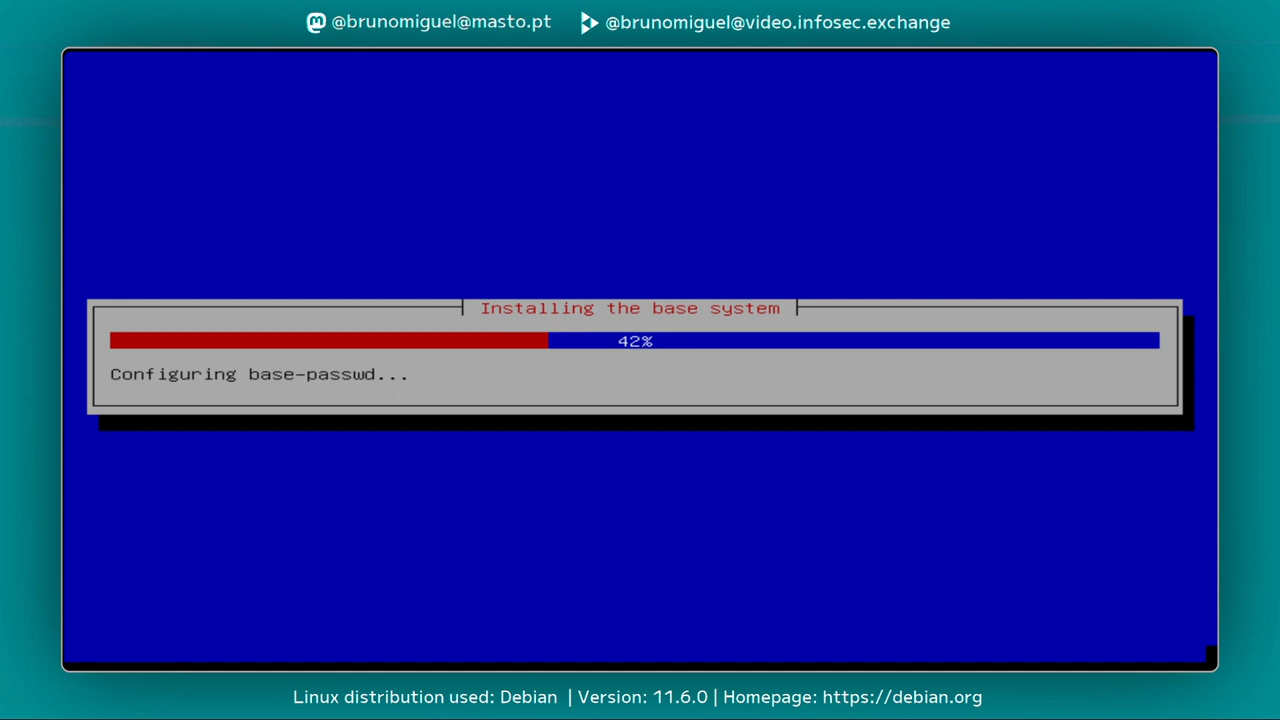 @brunomiguel@masto.pt @brunomiguel@video.infosec.exchange
Installing the base system
42%
Configuring base-passwd...
Linux distribution used: Debian | Version: 11.6.0 | Homepage: https://debian.org